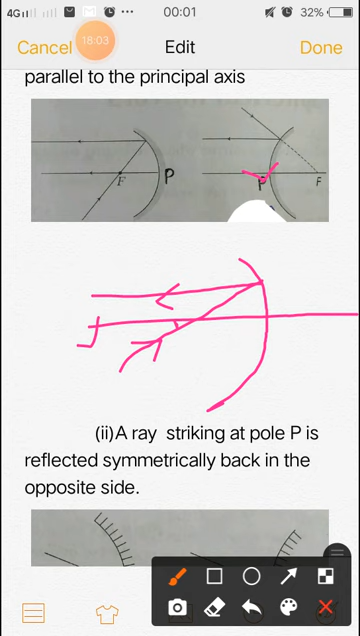 4G 00:01 32%
18:03
Cancel Edit Done
parallel to the principal axis
F P P F
(ii)A ray striking at pole P is
reflected symmetrically back in the
opposite side.